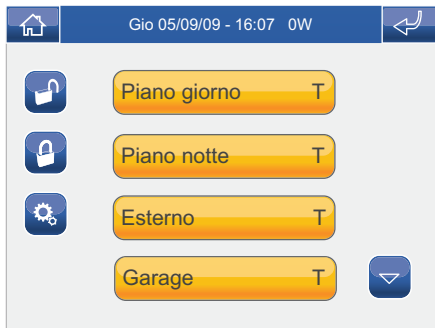 Gio 05/09/09 - 16:07 0W
Piano giorno T
Piano notte T
Esterno T
Garage T